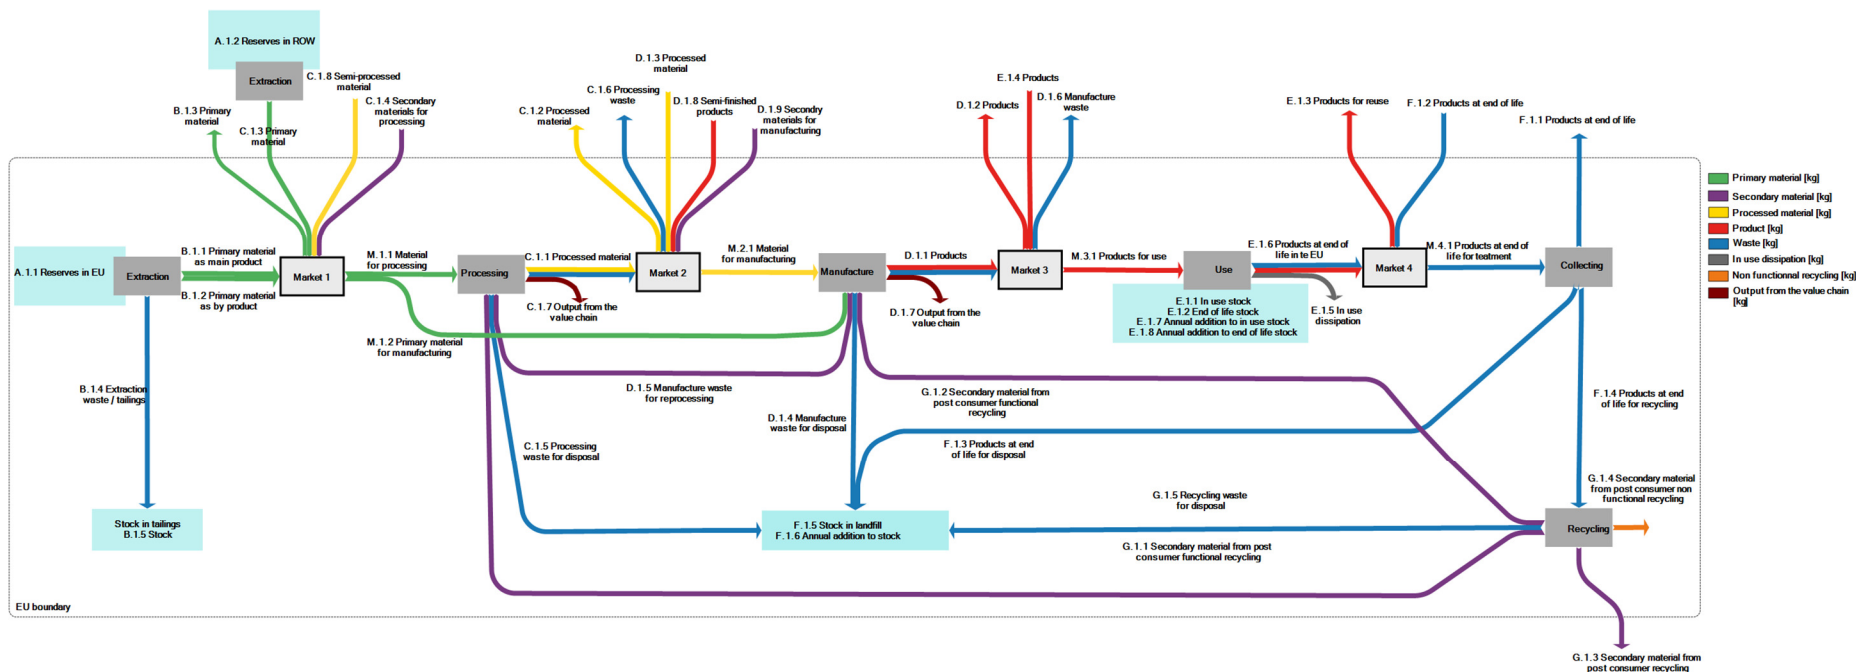 A.1.2 Reserves in ROW
Extraction
C.1.8 Semi-processed
material
B.1.3 Primary
material
C.1.3 Primary
material
C.1.4 Secondary
materials for
processing
D.1.3 Processed
material
C.1.6 Processing
waste
C.1.2 Processed
material
D.1.8 Semi-finished
products
D.1.9 Secondry
materials for
manufacturing
E.1.4 Products
D.1.2 Products
D.1.6 Manufacture
waste
E.1.3 Products for reuse
F.1.2 Products at end of life
F.1.1 Products at end of life
Primary material [kg]
Secondary material [kg]
Processed material [kg]
Product [kg]
Waste [kg]
In use dissipation [kg]
Non functionnal recycling [kg]
Output from the value chain
[kg]
A.1.1 Reserves in EU
Extraction
B.1.1 Primary material
as main product
B.1.2 Primary material
as by product
Market 1
M.1.1 Material
for processing
Processing
C.1.1 Processed material
C.1.7 Output from the
value chain
Market 2
M.2.1 Material
for manufacturing
Manufacture
D.1.1 Products
D.1.7 Output from the
value chain
Market 3
M.3.1 Products for use
Use
E.1.6 Products at end of
life in te EU
Market 4
M.4.1 Products at end of
life for teatment
Collecting
E.1.1 In use stock
E.1.2 End of life stock
E.1.7 Annual addition to in use stock
E.1.8 Annual addition to end of life stock
E.1.5 In use
dissipation
M.1.2 Primary material
for manufacturing
B.1.4 Extraction
waste / tailings
D.1.5 Manufacture waste
for reprocessing
G.1.2 Secondary material from
post consumer functional
recycling
F.1.4 Products at end
of life for recycling
D.1.4 Manufacture
waste for disposal
C.1.5 Processing
waste for disposal
F.1.3 Products at end
of life for disposal
G.1.4 Secondary material
from post consumer non
functional recycling
G.1.5 Recycling waste
for disposal
Stock in tailings
B.1.5 Stock
F.1.5 Stock in landfill
F.1.6 Annual addition to stock
Recycling
G.1.1 Secondary material from post
consumer functional recycling
EU boundary
G.1.3 Secondary material from
post consumer recycling